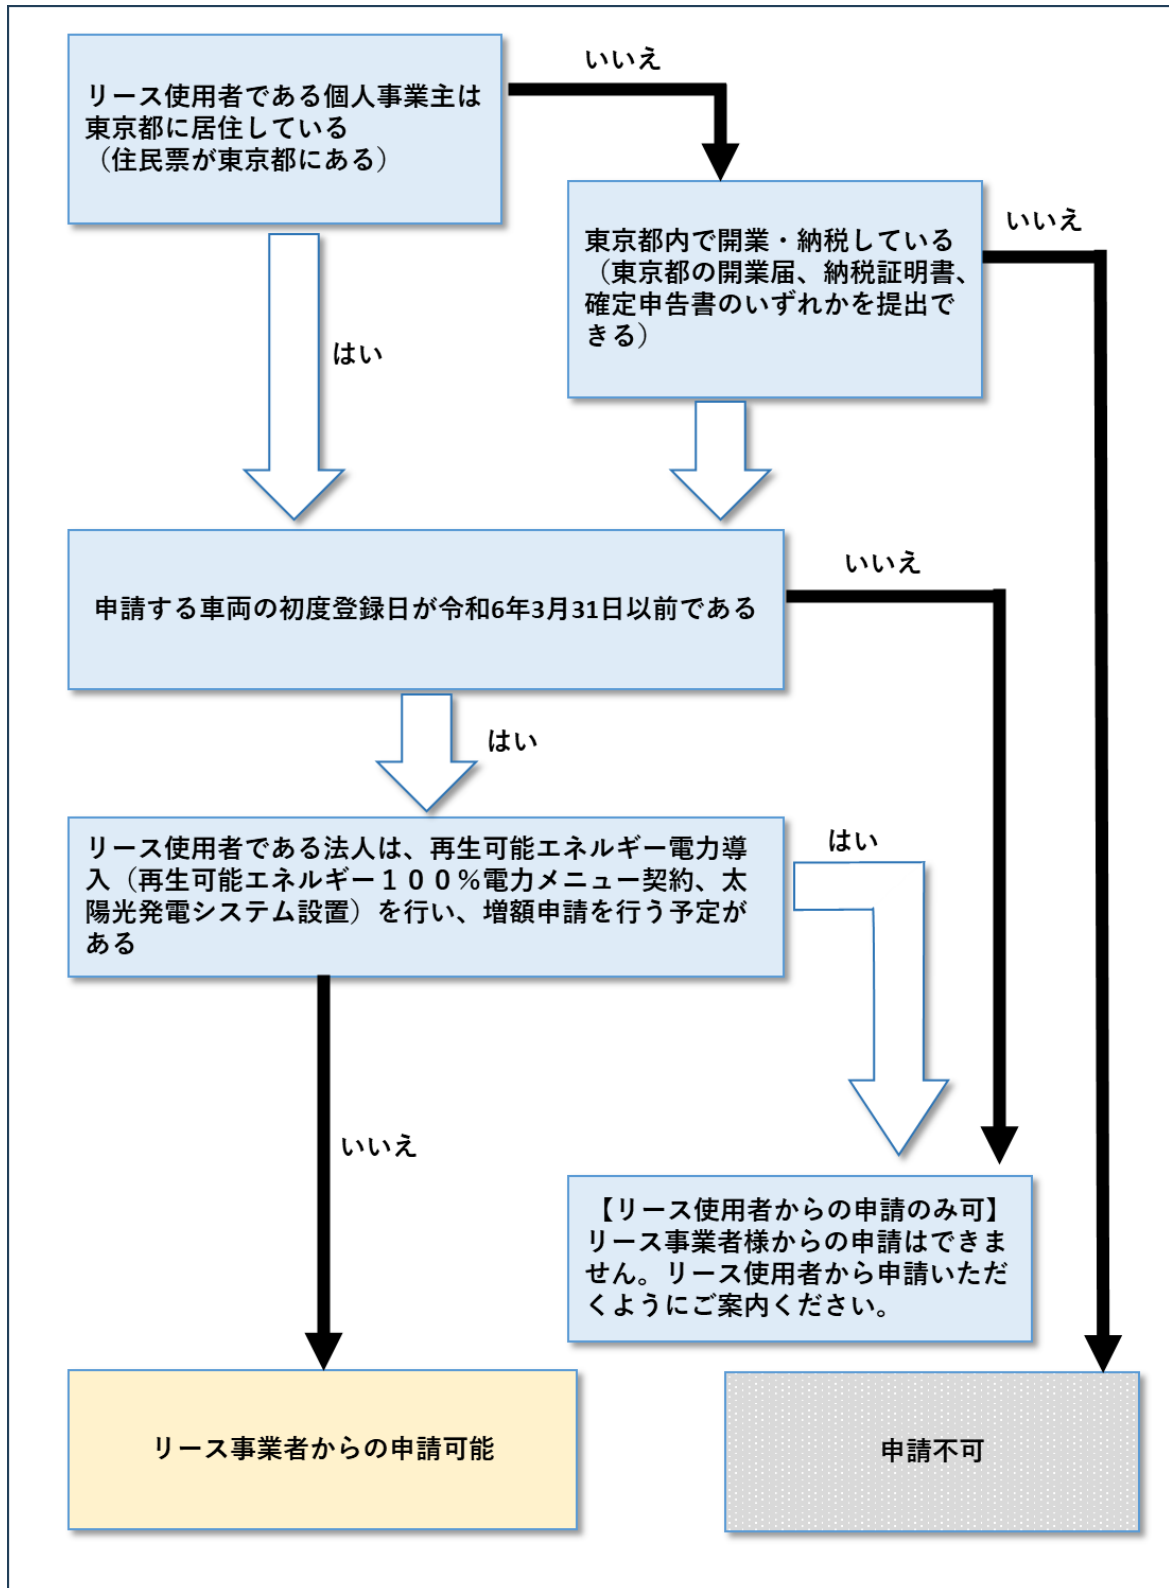 いいえ
リース使用者である個人事業主は
東京都に居住している
（住民票が東京都にある）
いいえ
東京都内で開業・納税している
（東京都の開業届、納税証明書、
確定申告書のいずれかを提出で
きる）
はい
いいえ
申請する車両の初度登録日が令和6年3月31日以前である
はい
はい
リース使用者である法人は、再生可能エネルギー電力導
入（再生可能エネルギー１００％電力メニュー契約、太
陽光発電システム設置）を行い、増額申請を行う予定が
ある
いいえ
【リース使用者からの申請のみ可】
リース事業者様からの申請はできま
せん。リース使用者から申請いただ
くようにご案内ください。
リース事業者からの申請可能
申請不可